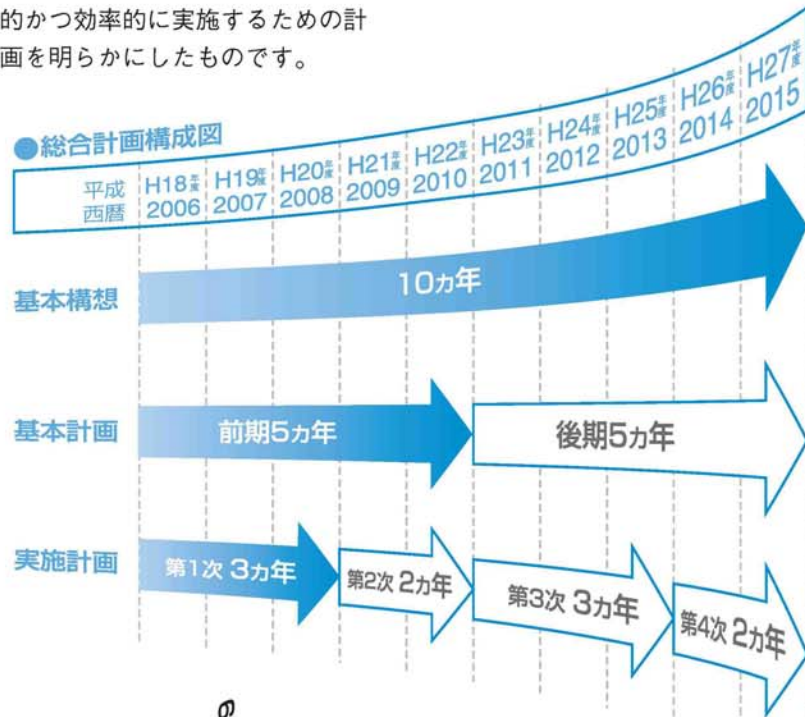 的かつ効率的に実施するための計
画を明らかにしたものです。
●総合計画構成図
平成 H18年度 H19年度 H20年度 H21年度 H22年度 H23年度 H24年度 H25年度 H26年度 H27年度
西暦 2006 2007 2008 2009 2010 2011 2012 2013 2014 2015
基本構想 10ヵ年
基本計画 前期5ヵ年 後期5ヵ年
実施計画 第1次 3ヵ年 第2次 2ヵ年 第3次 3ヵ年 第4次 2ヵ年